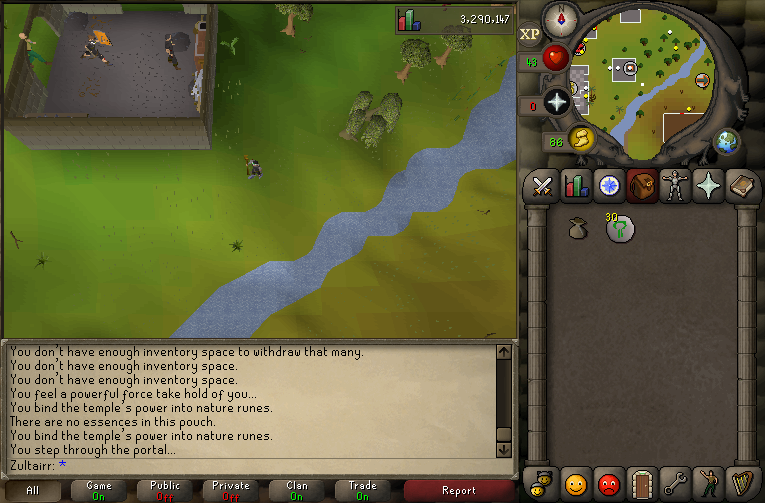 3,290,147
XP
43
0
86
30
You don't have enough inventory space to withdraw that many.
You don't have enough inventory space.
You don't have enough inventory space.
You feel a powerful force take hold of you...
You bind the temple's power into nature runes.
There are no essences in this pouch.
You bind the temple's power into nature runes.
You step through the portal...
Zultairr: *
All
Game
On
Public
Off
Private
Off
Clan
On
Trade
On
Report